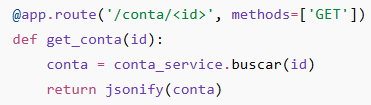 @app.route('/conta/<id>', methods=['GET'])
def get_conta(id):
    conta = conta_service.buscar(id)
    return jsonify(conta)